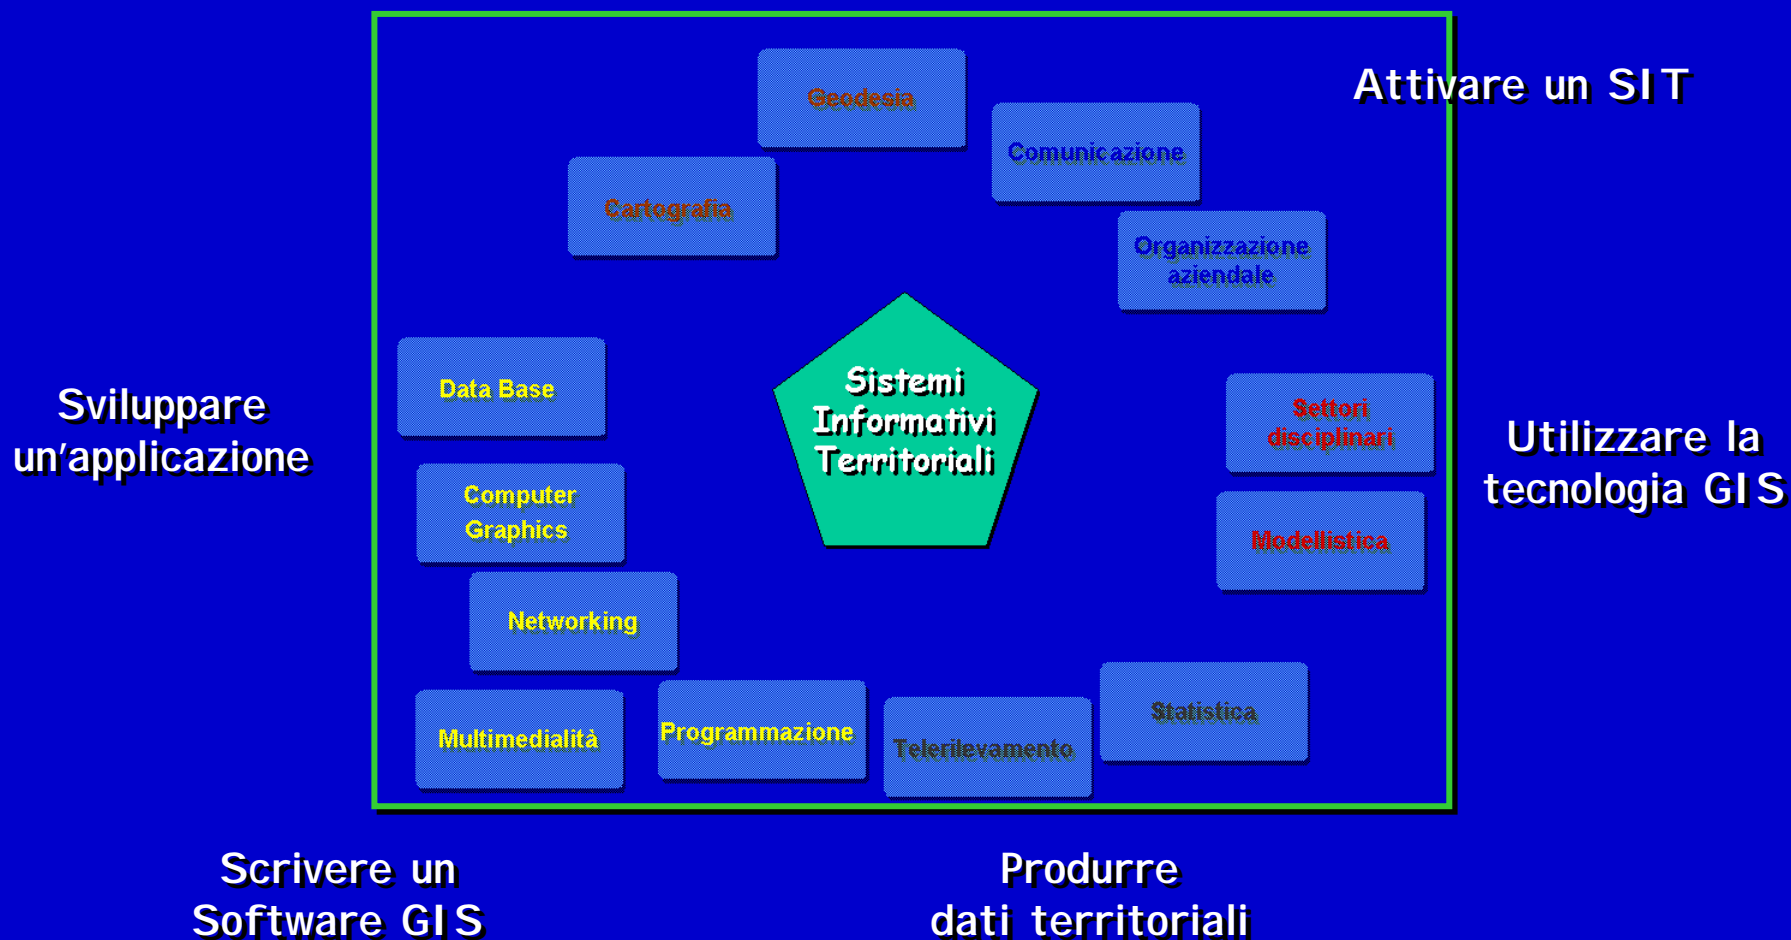 Attivare un SIT
Geodesia
Comunicazione
Cartografia
Organizzazione
aziendale
Sviluppare
un'applicazione
Data Base
Sistemi
Informativi
Territoriali
Settori
disciplinari
Utilizzare la
tecnologia GIS
Computer
Graphics
Modellistica
Networking
Multimedialità
Programmazione
Telerilevamento
Statistica
Scrivere un
Software GIS
Produrre
dati territoriali